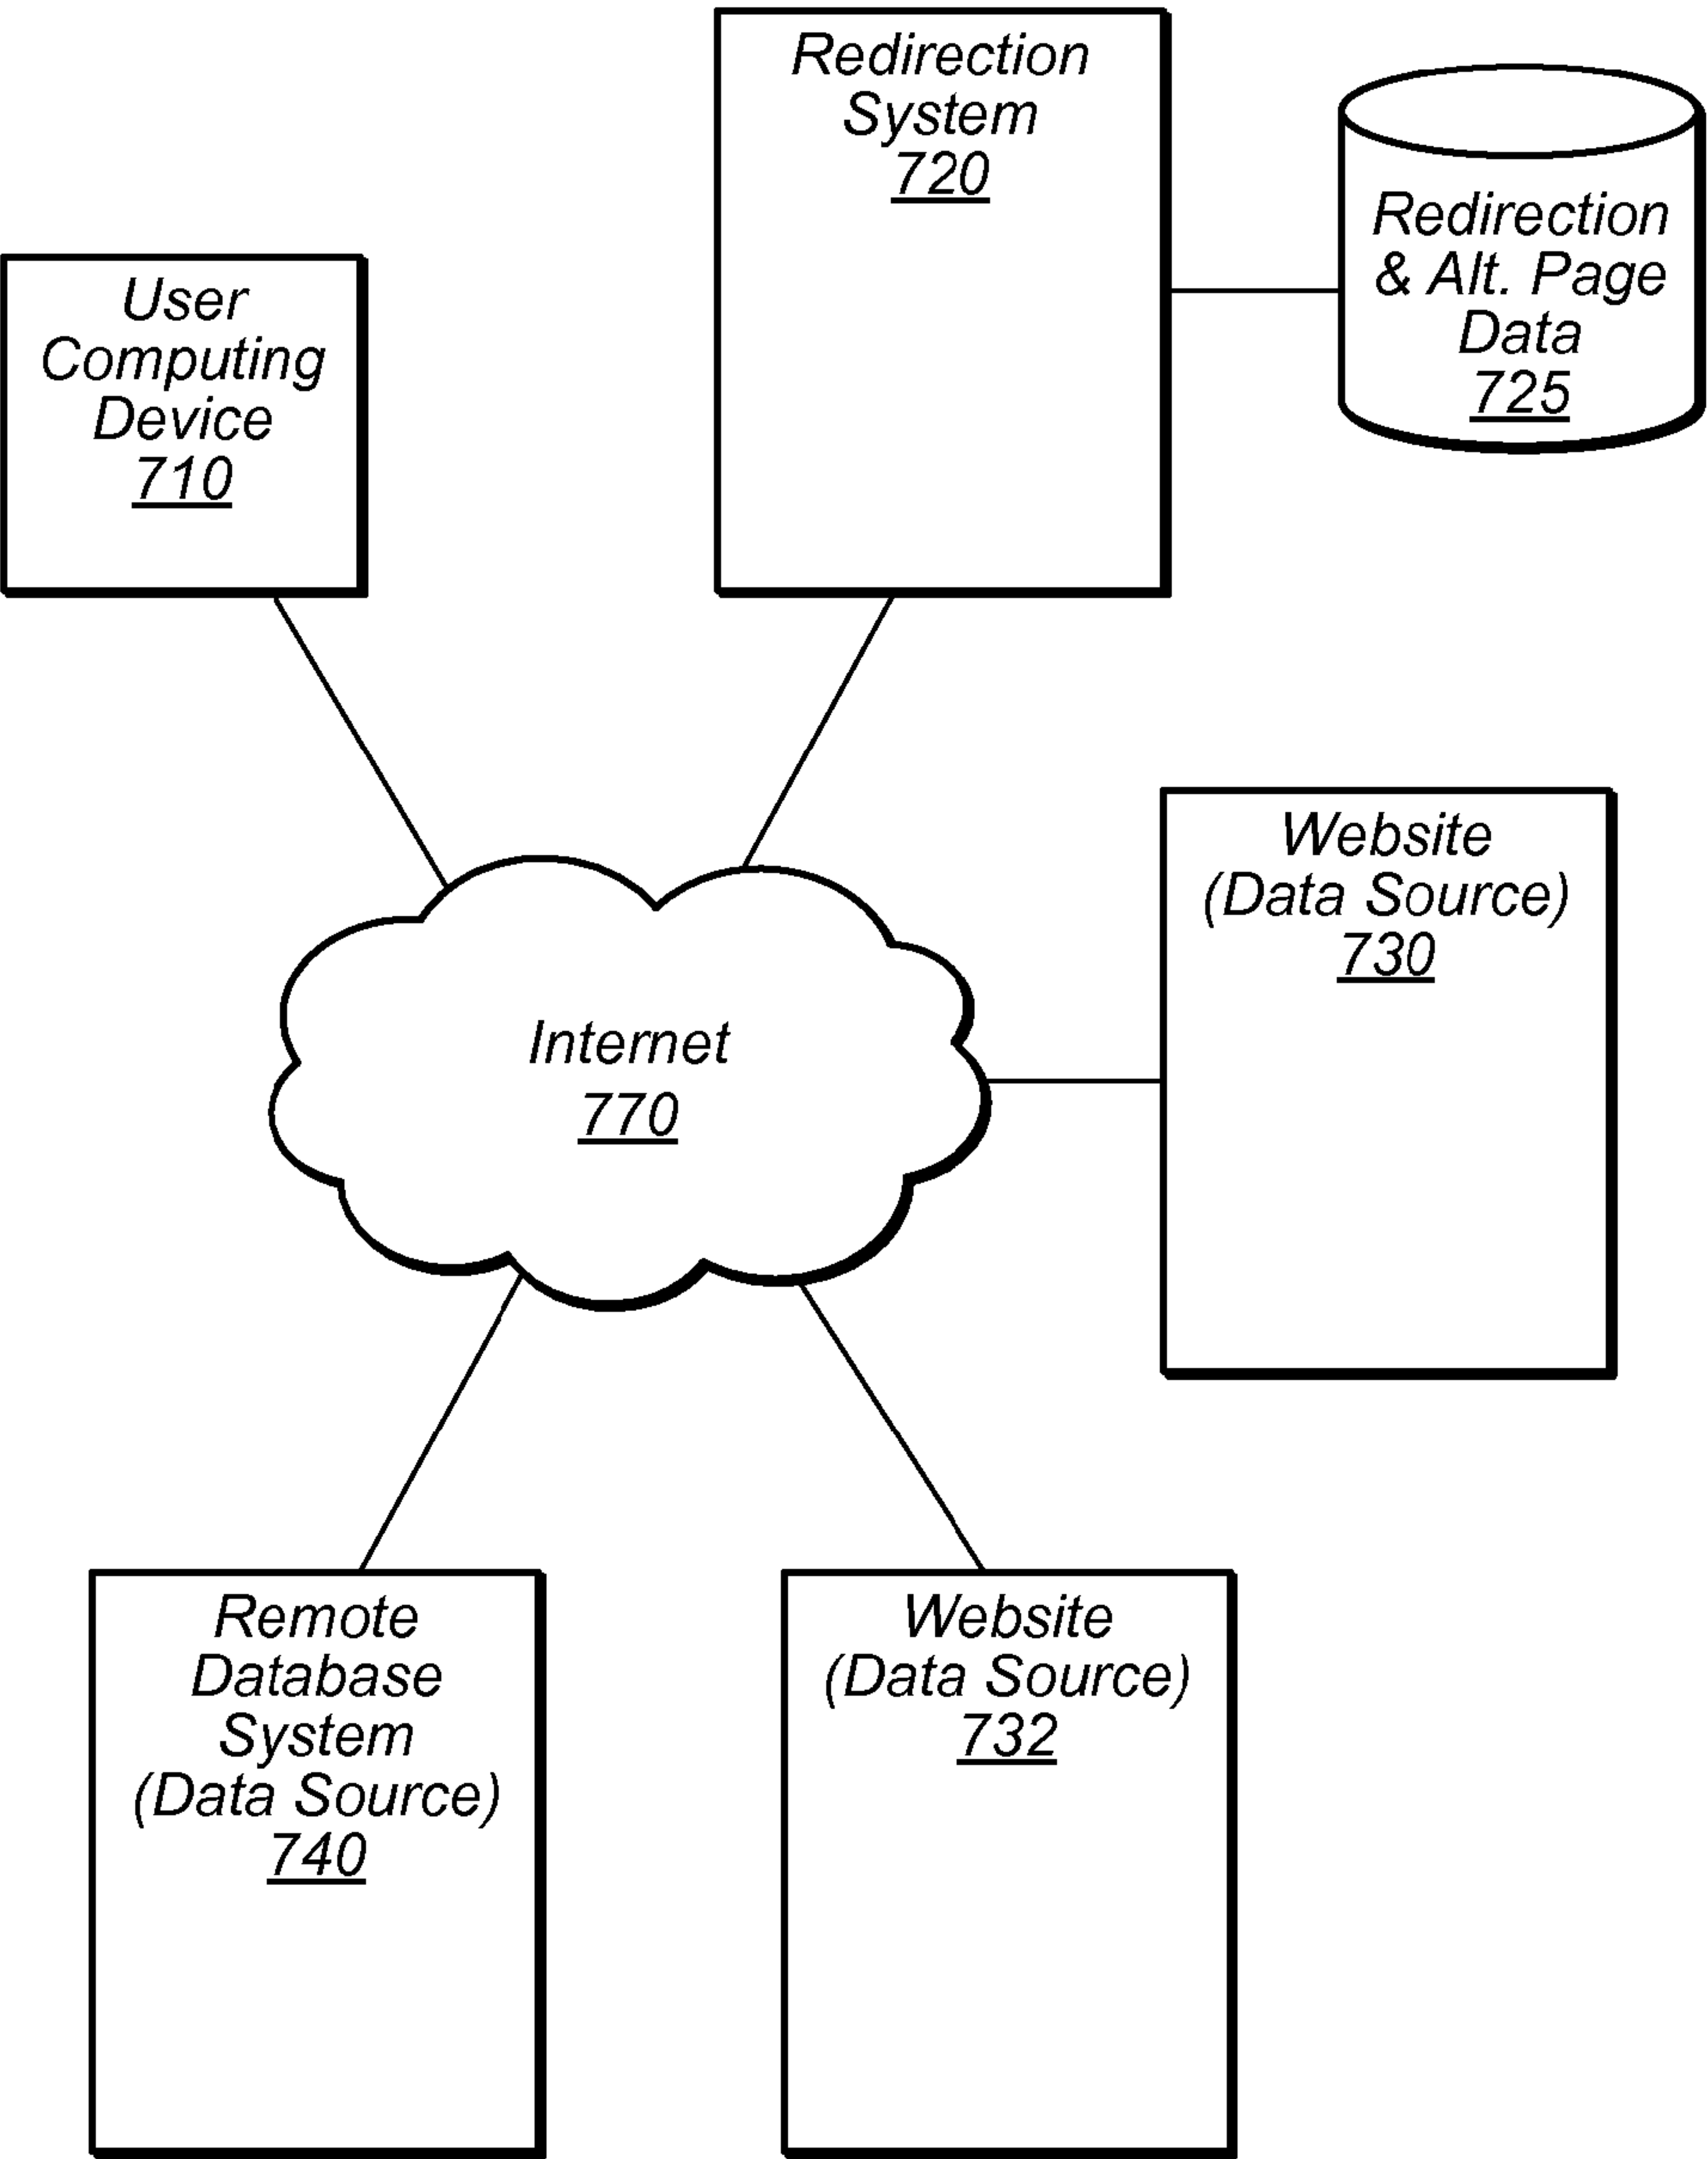 Redirection
System
720
Redirection
& Alt. Page
Data
725
User
Computing
Device
710
Website
(Data Source)
730
Internet
770
Remote
Database
System
(Data Source)
740
Website
(Data Source)
732